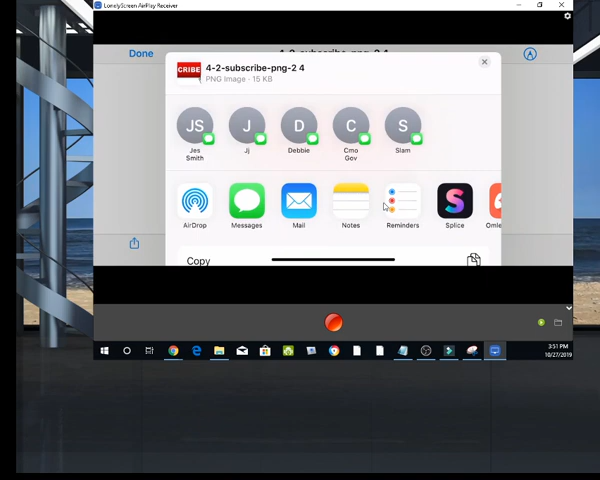 LonelyScreen AirPlay Receiver
Done
4-2-subscribe-png-2 4
CRIBE
4-2-subscribe-png-2 4
PNG Image · 15 KB
JS
J
D
C
S
Jes Smith
Jj
Debbie
Cmo Gov
Slam
AirDrop
Messages
Mail
Notes
Reminders
Splice
Omle
Copy
3:51 PM
10/27/2019